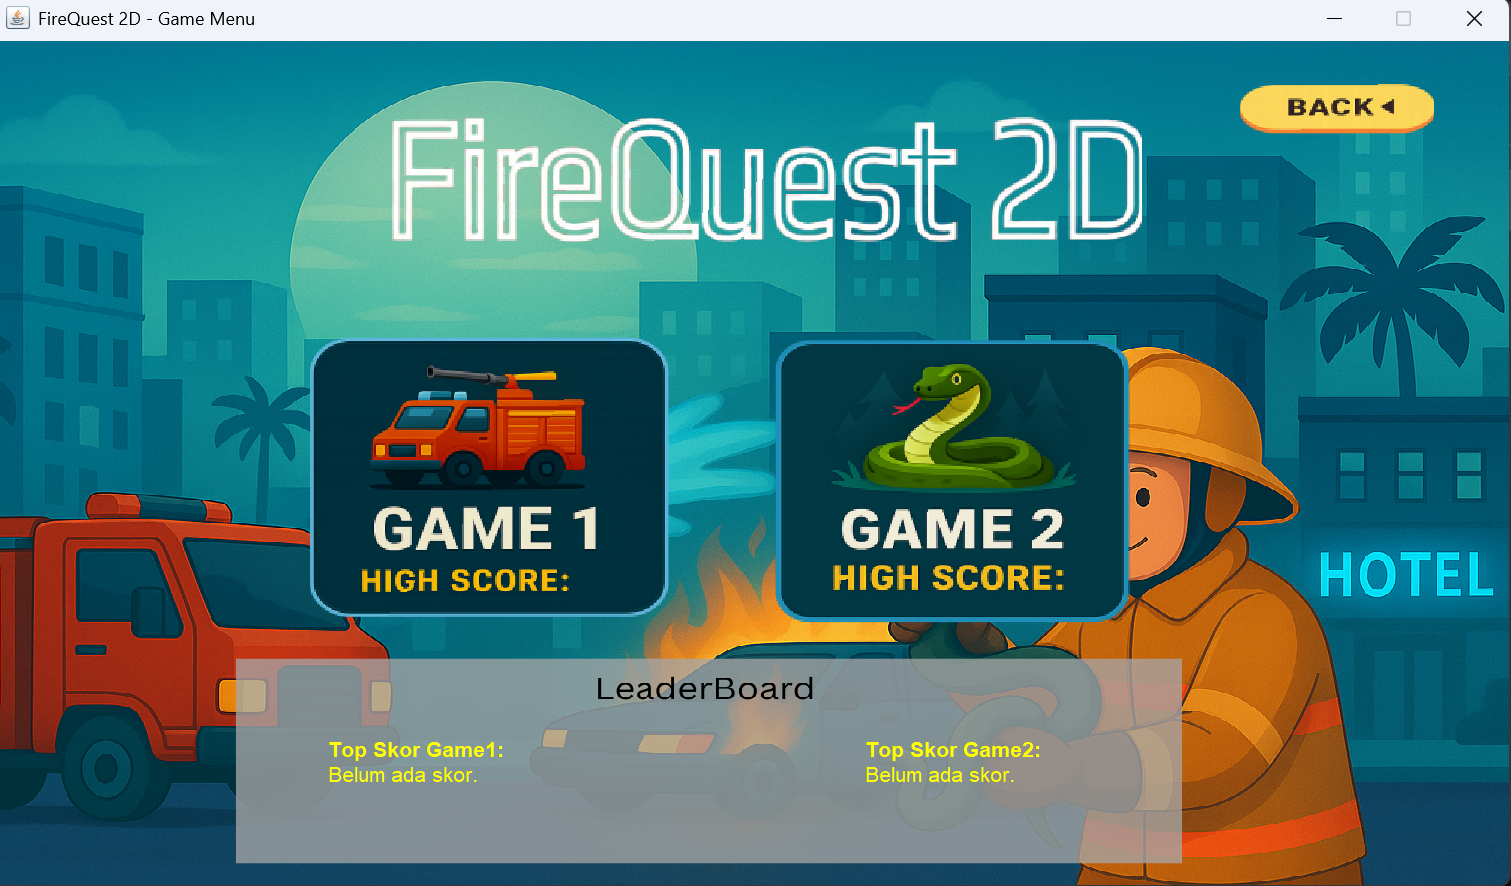 FireQuest 2D - Game Menu
BACK
FireQuest 2D
GAME 1
HIGH SCORE:
GAME 2
HIGH SCORE:
HOTEL
LeaderBoard
Top Skor Game1:
Belum ada skor.
Top Skor Game2:
Belum ada skor.